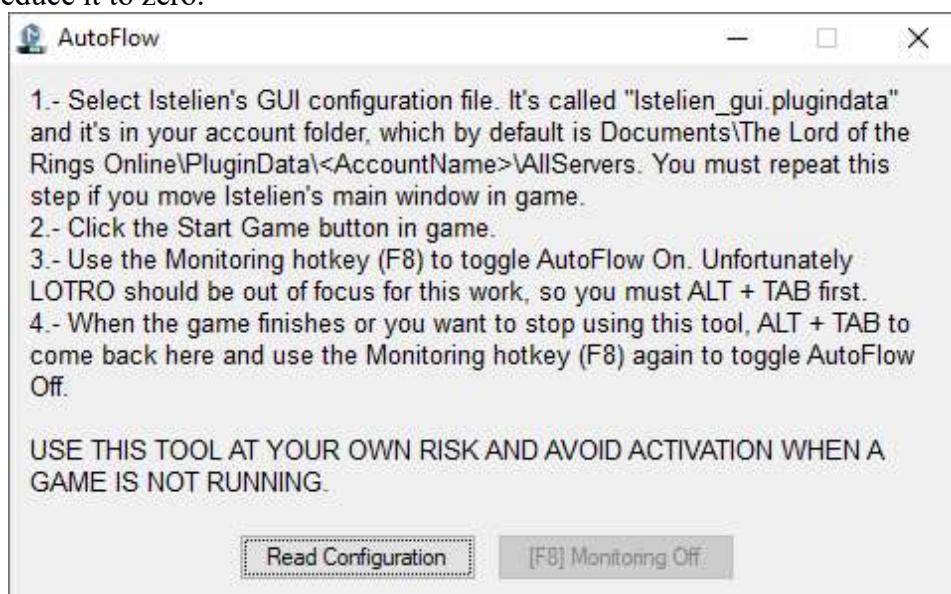 educe it to zero.
AutoFlow
1.- Select Istelien's GUI configuration file. It's called "Istelien_gui.plugindata"
and it's in your account folder, which by default is Documents\The Lord of the
Rings Online\PluginData\<AccountName>\AllServers. You must repeat this
step if you move Istelien's main window in game.
2.- Click the Start Game button in game.
3.- Use the Monitoring hotkey (F8) to toggle AutoFlow On. Unfortunately
LOTRO should be out of focus for this work, so you must ALT + TAB first.
4.- When the game finishes or you want to stop using this tool, ALT + TAB to
come back here and use the Monitoring hotkey (F8) again to toggle AutoFlow
Off.
USE THIS TOOL AT YOUR OWN RISK AND AVOID ACTIVATION WHEN A
GAME IS NOT RUNNING.
Read Configuration [F8] Monitoring Off